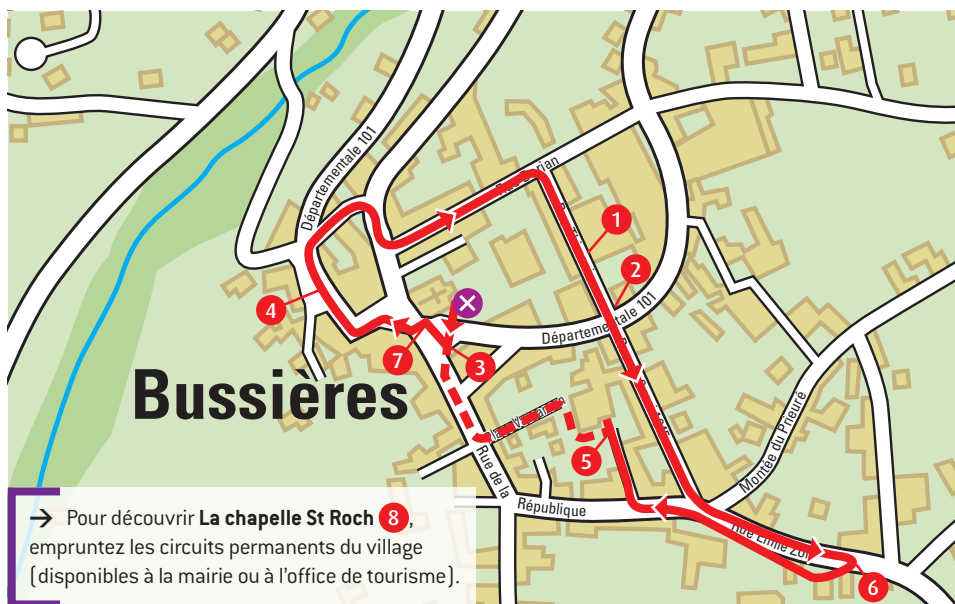 Départementale 101
1
2
Départementale 101
4
7
3
Bussières
5
Montée du Prieuré
Rue de la
République
Rue Emile Zola
6
→ Pour découvrir La chapelle St Roch 8,
empruntez les circuits permanents du village
(disponibles à la mairie ou à l'office de tourisme).